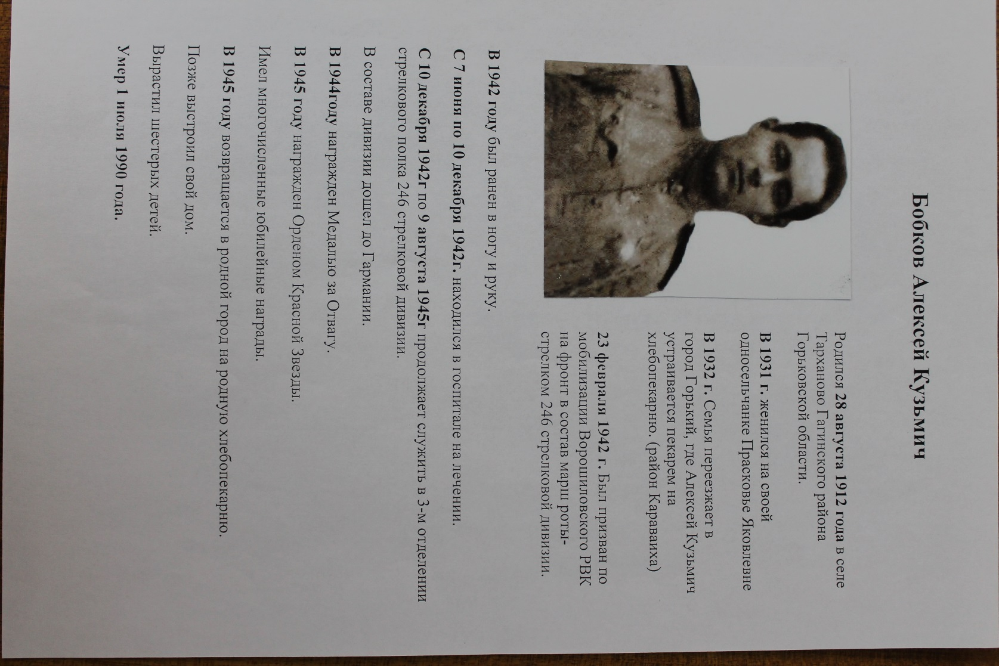 Бобков Алексей Кузьмич
Родился 28 августа 1912 года в селе
Тарханово Гагинского района
Горьковской области.
В 1931 г. женился на своей
односельчанке Прасковье Яковлевне
В 1932 г. Семья переезжает в
город Горький, где Алексей Кузьмич
устраивается пекарем на
хлебопекарню. (район Караваиха)
23 февраля 1942 г. Был призван по
мобилизации Ворошиловского РВК
на фронт в состав марш роты-
стрелком 246 стрелковой дивизии.
В 1942 году был ранен в ногу и руку.
С 7 июня по 10 декабря 1942г. находился в госпитале на лечении.
С 10 декабря 1942г по 9 августа 1945г продолжает служить в 3-м отделении
стрелкового полка 246 стрелковой дивизии.
В составе дивизии дошел до Гармании.
В 1944году награжден Медалью за Отвагу.
В 1945 году награжден Орденом Красной Звезды.
Имел многочисленные юбилейные награды.
В 1945 году возвращается в родной город на родную хлебопекарню.
Позже выстроил свой дом.
Вырастил шестерых детей.
Умер 1 июля 1990 года.